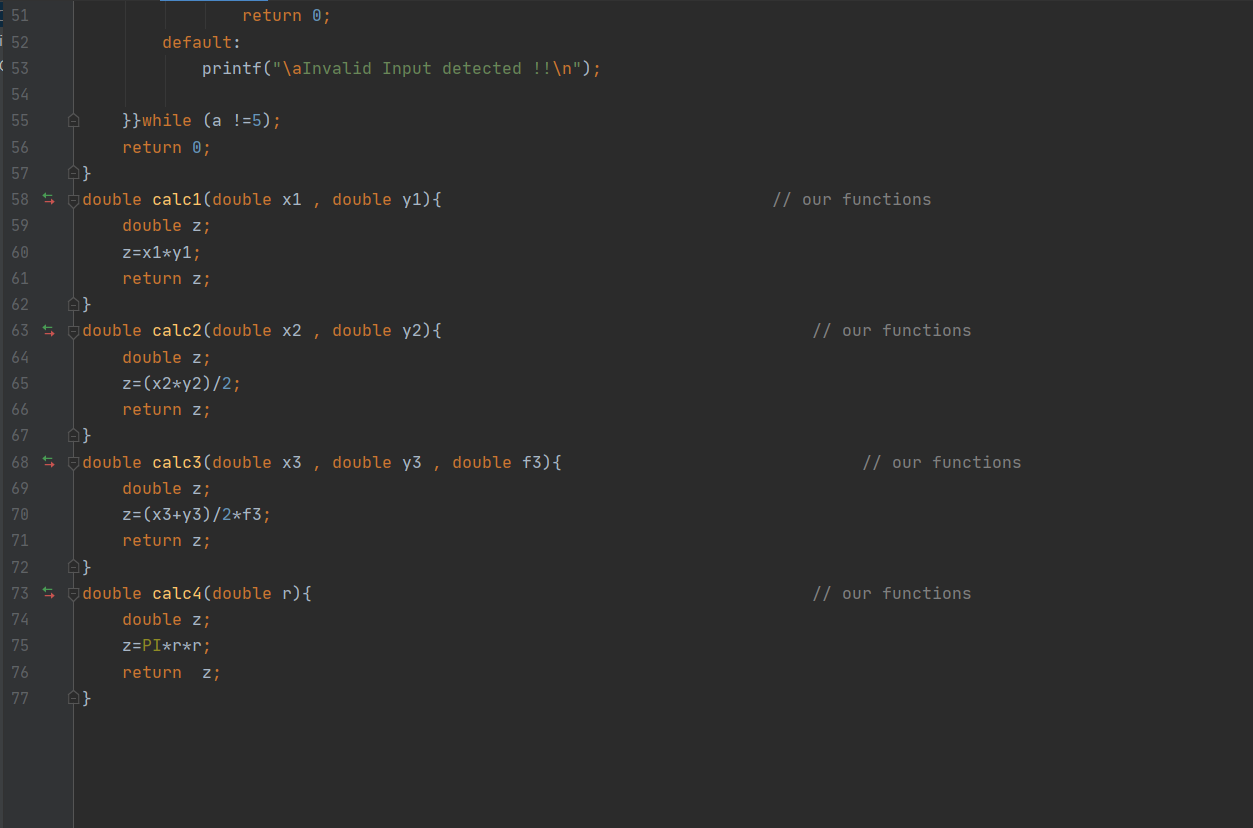 51                     return 0;
52             default:
53                 printf("\aInvalid Input detected !!\n");
54
55         }}while (a !=5);
56         return 0;
57     }
58     double calc1(double x1 , double y1){                                 // our functions
59         double z;
60         z=x1*y1;
61         return z;
62     }
63     double calc2(double x2 , double y2){                                     // our functions
64         double z;
65         z=(x2*y2)/2;
66         return z;
67     }
68     double calc3(double x3 , double y3 , double f3){                              // our functions
69         double z;
70         z=(x3+y3)/2*f3;
71         return z;
72     }
73     double calc4(double r){                                                  // our functions
74         double z;
75         z=PI*r*r;
76         return  z;
77     }